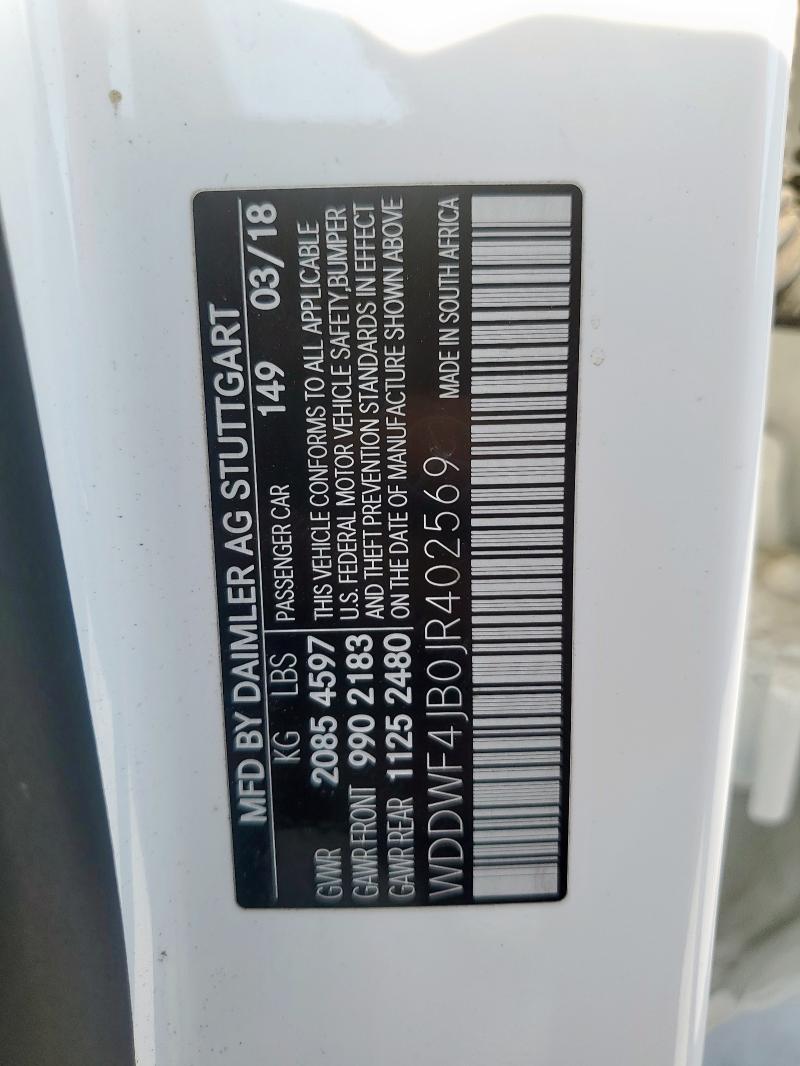 MFD BY DAIMLER AG STUTTGART
KG LBS PASSENGER CAR 149 03/18
GVWR 2085 4597 THIS VEHICLE CONFORMS TO ALL APPLICABLE
U.S. FEDERAL MOTOR VEHICLE SAFETY,BUMPER
GAWR FRONT 990 2183 AND THEFT PREVENTION STANDARDS IN EFFECT
GAWR REAR 1125 2480 ON THE DATE OF MANUFACTURE SHOWN ABOVE
WDDWF4JB0JR402569 MADE IN SOUTH AFRICA